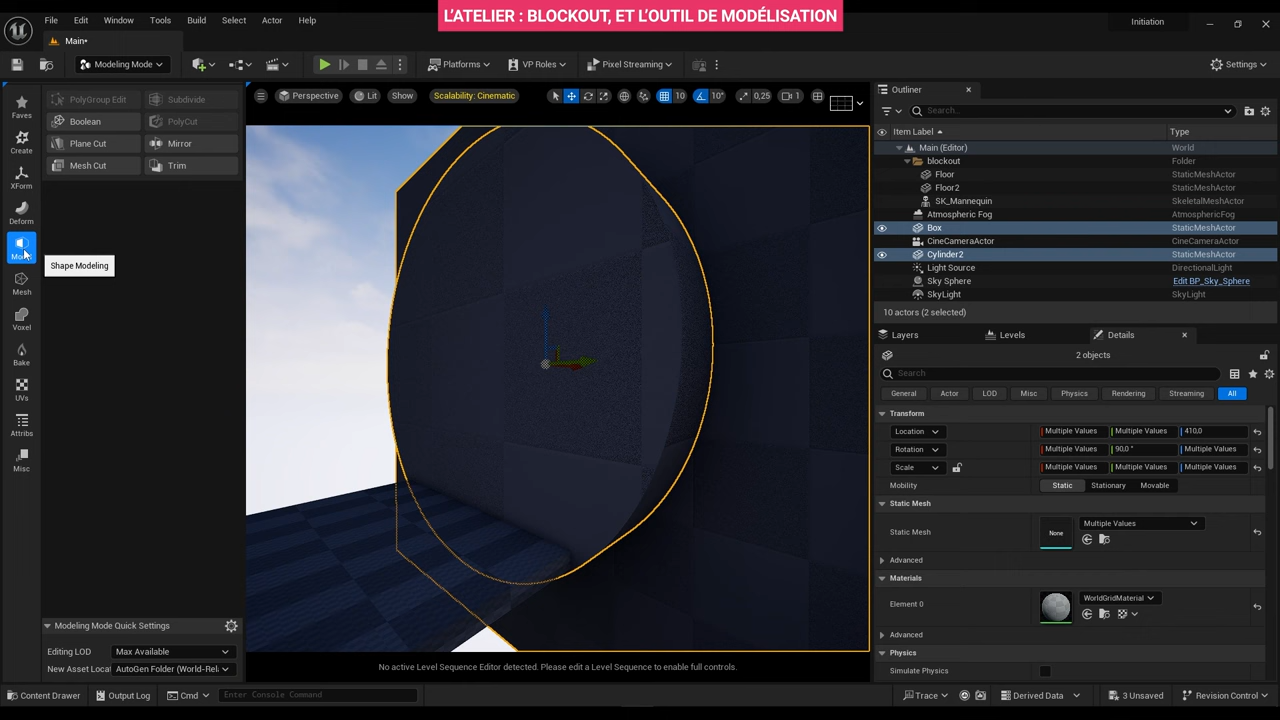 L'ATELIER : BLOCKOUT, ET L'OUTIL DE MODÉLISATION
File Edit Window Tools Build Select Actor Help
Initiation
Main*
Modeling Mode
Platforms
VP Roles
Pixel Streaming
Settings
Faves
Create
XForm
Deform
Mesh
Voxel
Bake
UVs
Attribs
Misc
PolyGroup Edit Subdivide
Boolean PolyCut
Plane Cut Mirror
Mesh Cut Trim
Shape Modeling
Modeling Mode Quick Settings
Editing LOD Max Available
New Asset Locat AutoGen Folder (World-Rela
Perspective Lit Show Scalability: Cinematic 10 10° 0,25 1
No active Level Sequence Editor detected. Please edit a Level Sequence to enable full controls.
Outliner
Search...
Item Label Type
Main (Editor) World
blockout Folder
Floor StaticMeshActor
Floor2 StaticMeshActor
SK_Mannequin SkeletalMeshActor
Atmospheric Fog AtmosphericFog
Box StaticMeshActor
CineCameraActor CineCameraActor
Cylinder2 StaticMeshActor
Light Source DirectionalLight
Sky Sphere Edit BP_Sky_Sphere
SkyLight SkyLight
10 actors (2 selected)
Layers Levels Details
2 objects
Search
General Actor LOD Misc Physics Rendering Streaming All
Transform
Location Multiple Values Multiple Values 410,0
Rotation Multiple Values 90,0 ° Multiple Values
Scale Multiple Values Multiple Values Multiple Values
Mobility Static Stationary Movable
Static Mesh
Static Mesh None Multiple Values
Advanced
Materials
Element 0 WorldGridMaterial
Advanced
Physics
Simulate Physics
Content Drawer Output Log Cmd Enter Console Command
Trace Derived Data 3 Unsaved Revision Control